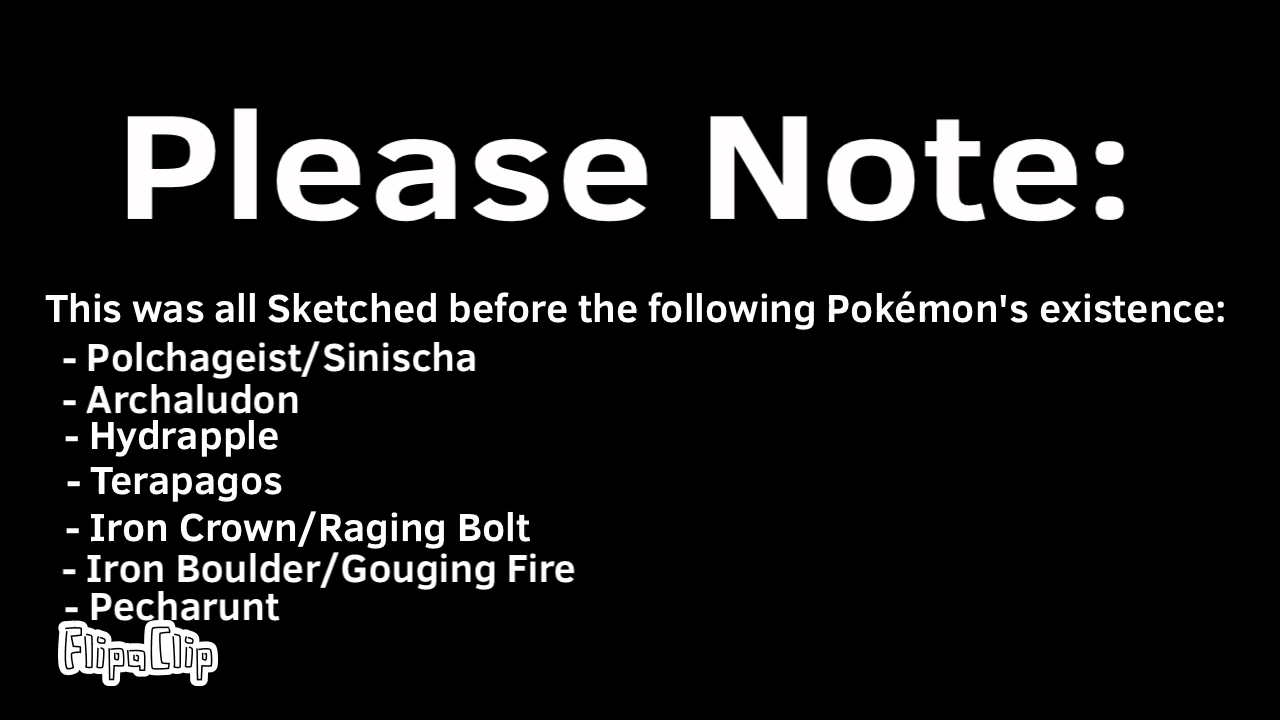 Please Note:
This was all Sketched before the following Pokémon's existence:
- Polchageist/Sinischa
- Archaludon
- Hydrapple
- Terapagos
- Iron Crown/Raging Bolt
- Iron Boulder/Gouging Fire
- Pecharunt
FlipaClip